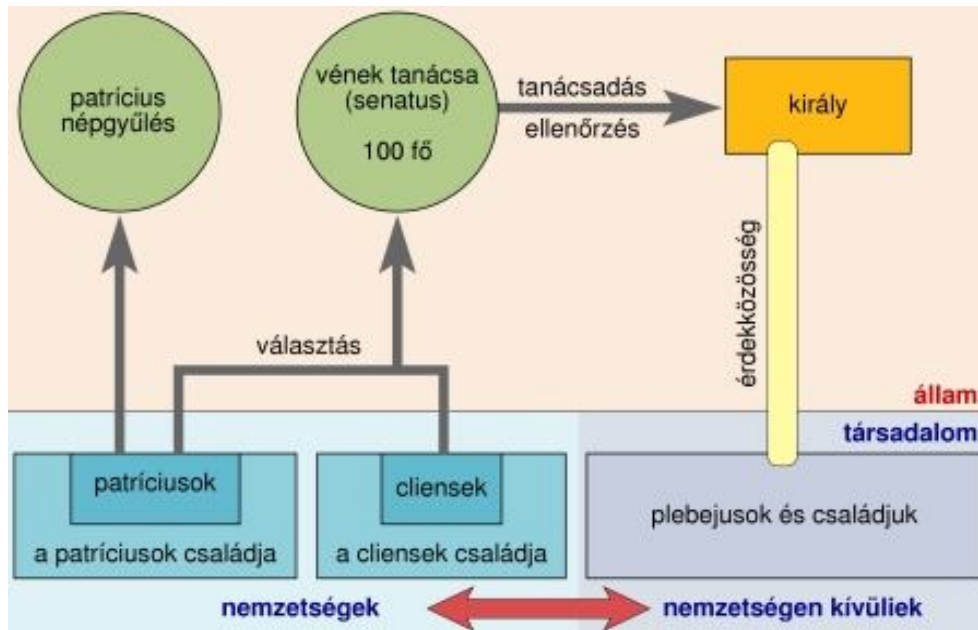 patrícius
népgyűlés
vének tanácsa
(senatus)
100 fő
tanácsadás
ellenőrzés
király
érdekközösség
választás
állam
társadalom
patríciusok
a patríciusok családja
cliensek
a cliensek családja
plebejusok és családjuk
nemzetségek
nemzetségen kívüliek